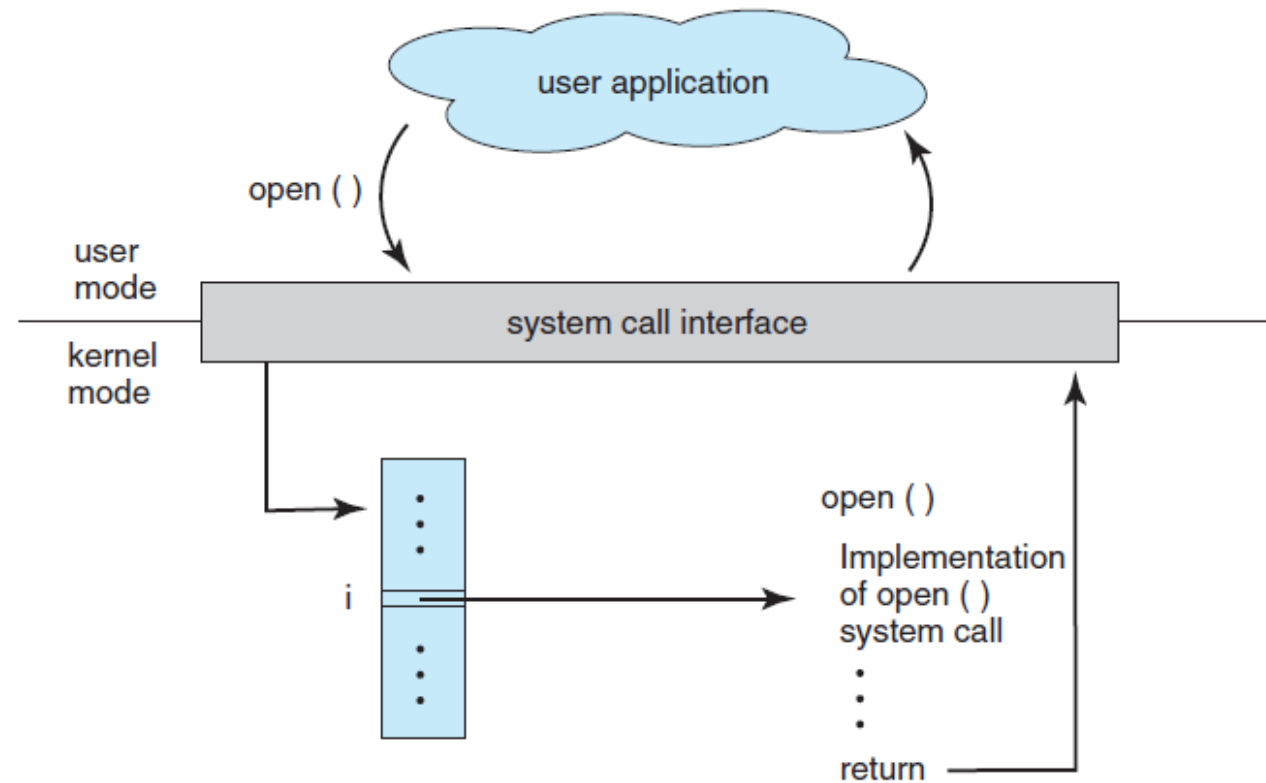 user application
open ( )
user
mode
system call interface
kernel
mode
open ( )
i
Implementation
of open ( )
system call
return